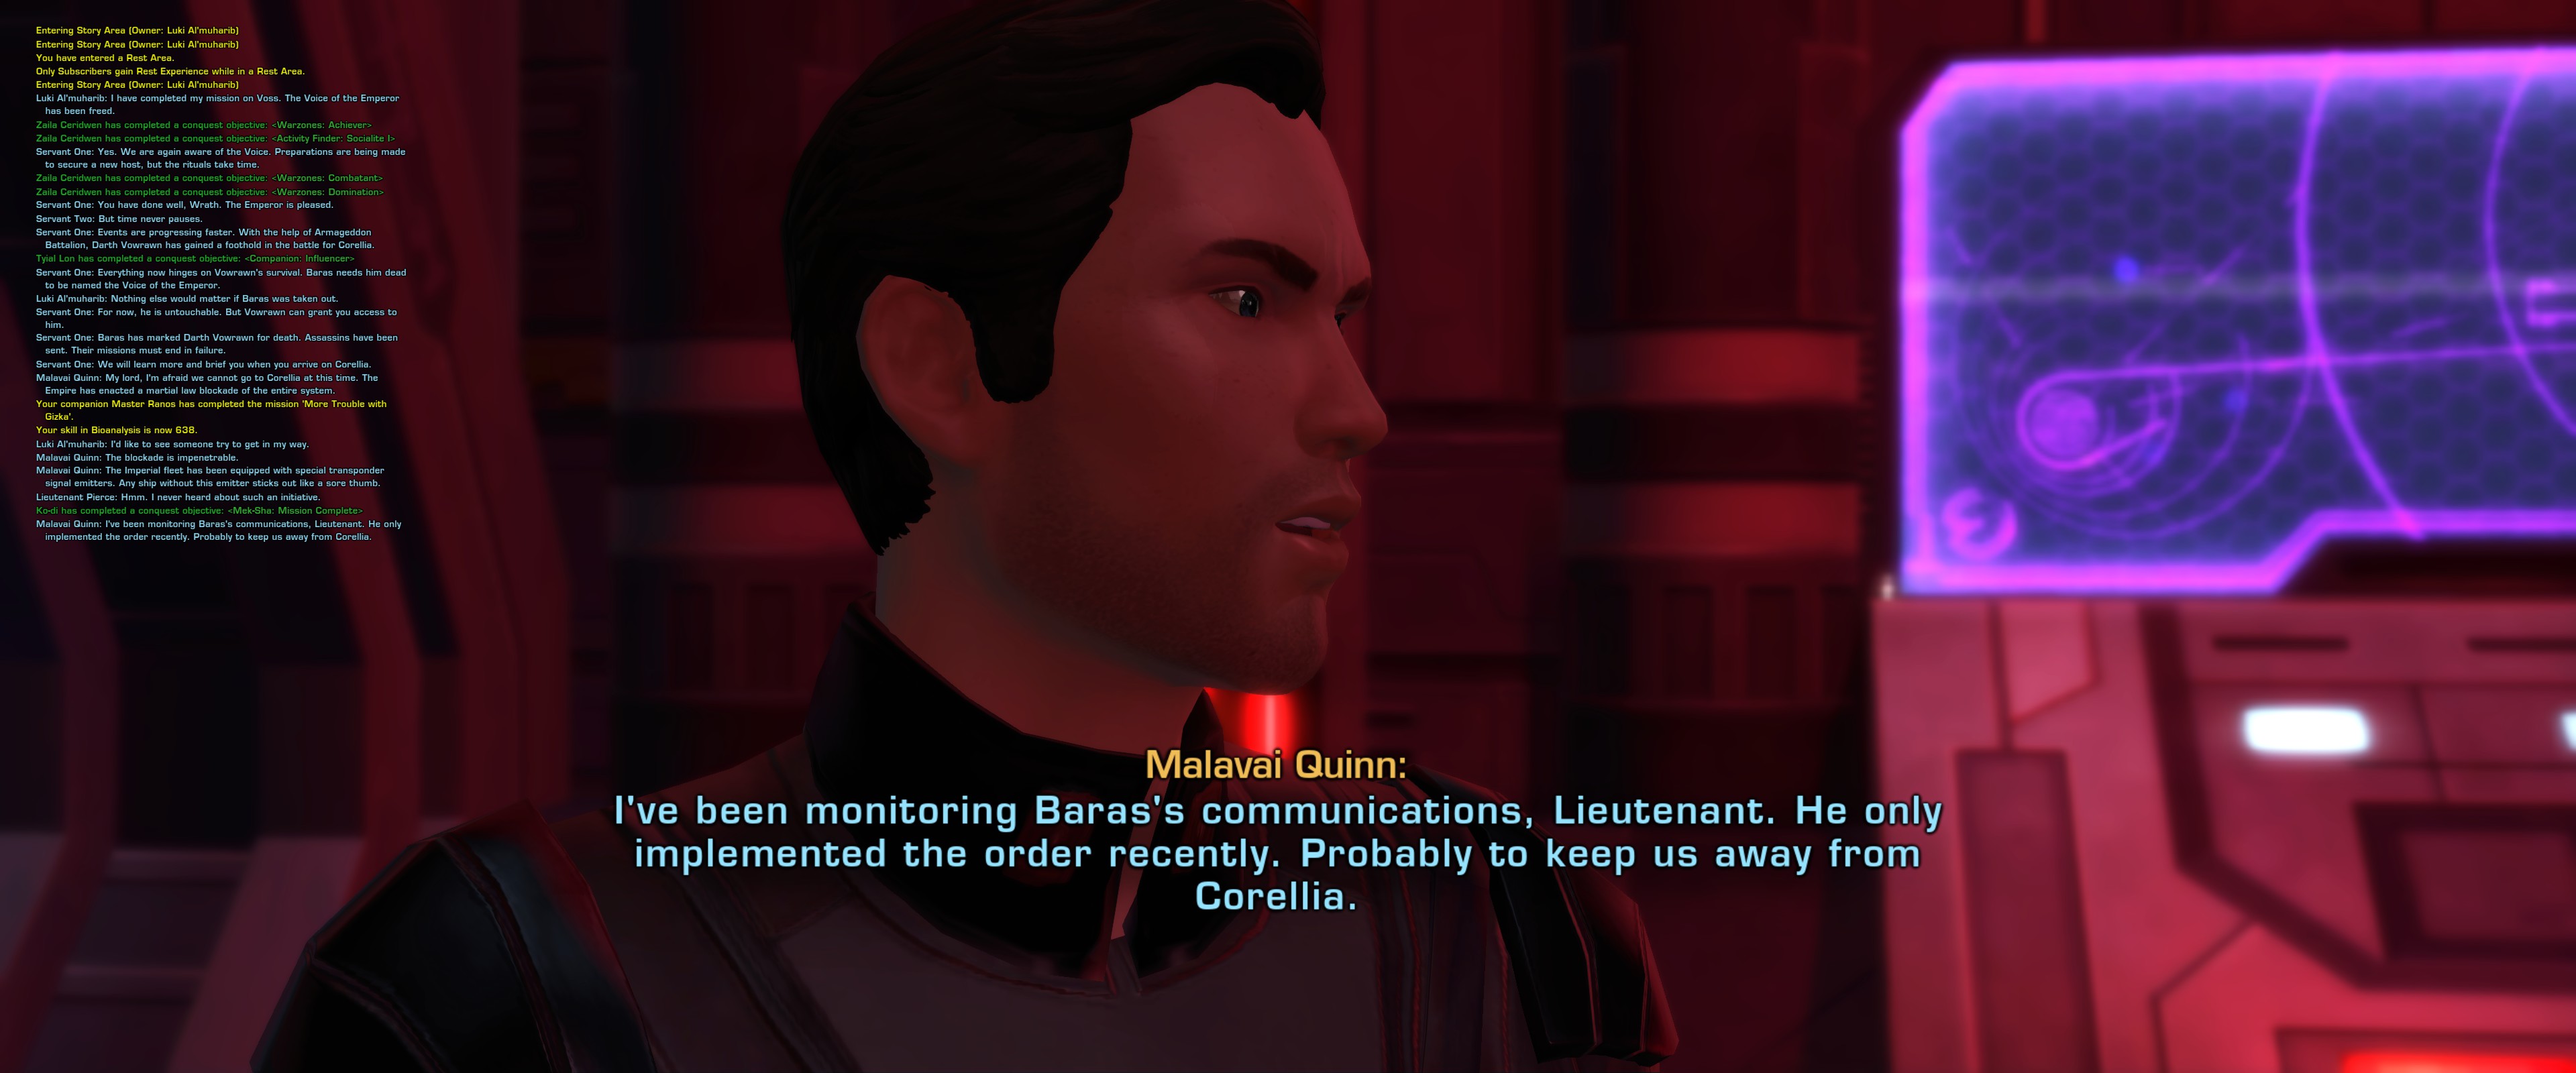 Entering Story Area (Owner: Luki Al'muharib)
Entering Story Area (Owner: Luki Al'muharib)
You have entered a Rest Area.
Only Subscribers gain Rest Experience while in a Rest Area.
Entering Story Area (Owner: Luki Al'muharib)
Luki Al'muharib: I have completed my mission on Voss. The Voice of the Emperor
has been freed.
Zaila Ceridwen has completed a conquest objective: <Warzones: Achiever>
Zaila Ceridwen has completed a conquest objective: <Activity Finder: Socialite I>
Servant One: Yes. We are again aware of the Voice. Preparations are being made
to secure a new host, but the rituals take time.
Zaila Ceridwen has completed a conquest objective: <Warzones: Combatant>
Zaila Ceridwen has completed a conquest objective: <Warzones: Domination>
Servant One: You have done well, Wrath. The Emperor is pleased.
Servant Two: But time never pauses.
Servant One: Events are progressing faster. With the help of Armageddon
Battalion, Darth Vowrawn has gained a foothold in the battle for Corellia.
Tyial Lon has completed a conquest objective: <Companion: Influencer>
Servant One: Everything now hinges on Vowrawn's survival. Baras needs him dead
to be named the Voice of the Emperor.
Luki Al'muharib: Nothing else would matter if Baras was taken out.
Servant One: For now, he is untouchable. But Vowrawn can grant you access to
him.
Servant One: Baras has marked Darth Vowrawn for death. Assassins have been
sent. Their missions must end in failure.
Servant One: We will learn more and brief you when you arrive on Corellia.
Malavai Quinn: My lord, I'm afraid we cannot go to Corellia at this time. The
Empire has enacted a martial law blockade of the entire system.
Your companion Master Ranos has completed the mission 'More Trouble with
Gizka'.
Your skill in Bioanalysis is now 638.
Luki Al'muharib: I'd like to see someone try to get in my way.
Malavai Quinn: The blockade is impenetrable.
Malavai Quinn: The Imperial fleet has been equipped with special transponder
signal emitters. Any ship without this emitter sticks out like a sore thumb.
Lieutenant Pierce: Hmm. I never heard about such an initiative.
Ko-di has completed a conquest objective: <Mek-Sha: Mission Complete>
Malavai Quinn: I've been monitoring Baras's communications, Lieutenant. He only
implemented the order recently. Probably to keep us away from Corellia.
Malavai Quinn:
I've been monitoring Baras's communications, Lieutenant. He only
implemented the order recently. Probably to keep us away from
Corellia.